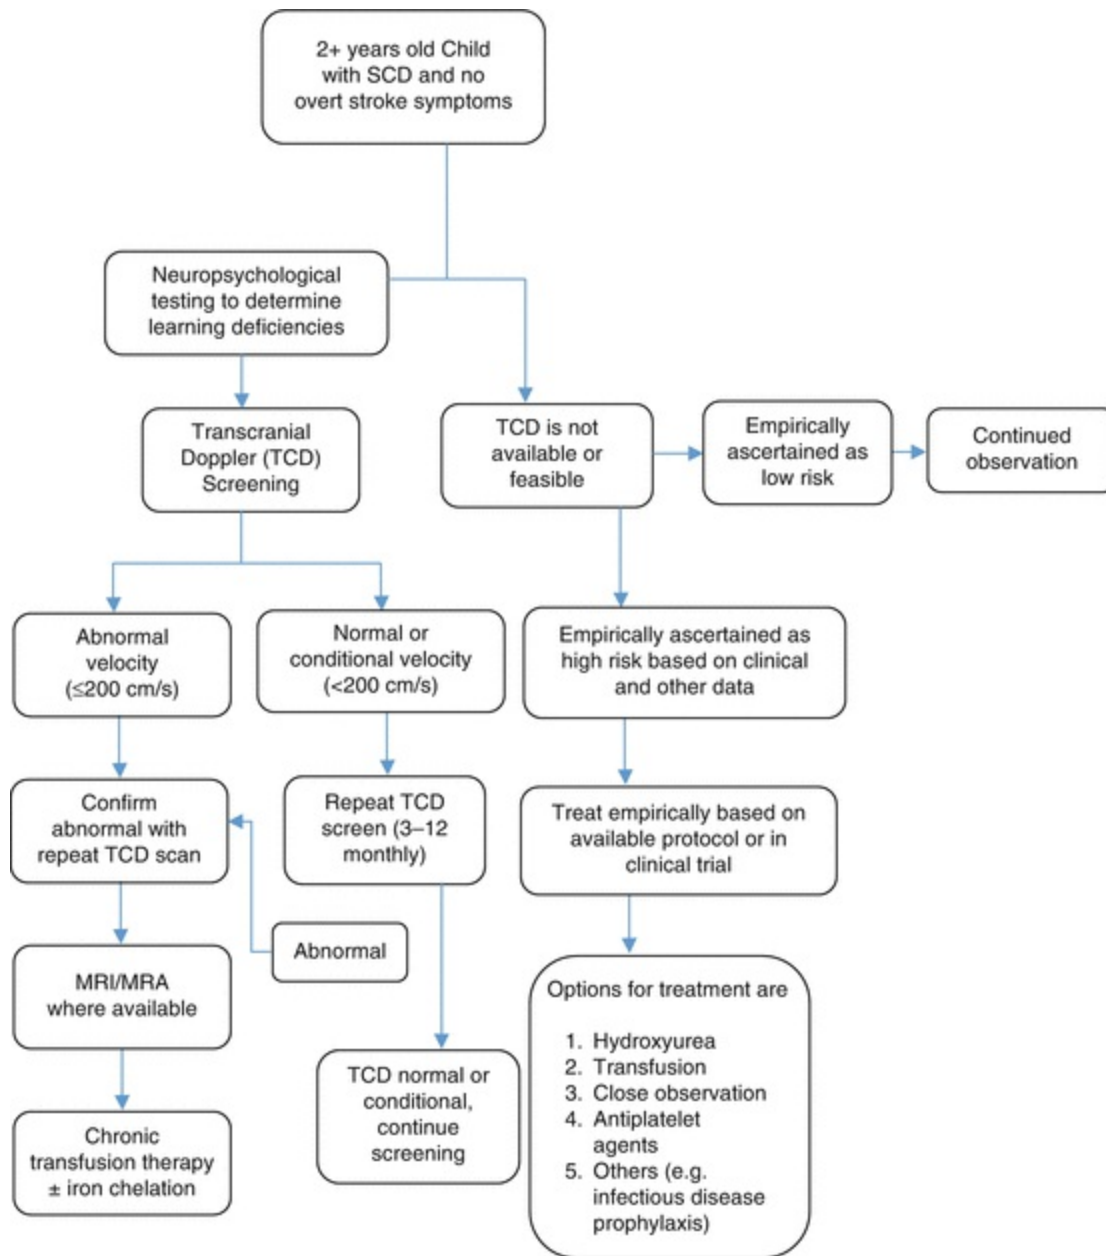 2+ years old Child
with SCD and no
overt stroke symptoms
Neuropsychological
testing to determine
learning deficiencies
Transcranial
Doppler (TCD)
Screening
TCD is not
available or
feasible
Empirically
ascertained as
low risk
Continued
observation
Abnormal
velocity
(≤200 cm/s)
Normal or
conditional velocity
(<200 cm/s)
Empirically ascertained as
high risk based on clinical
and other data
Confirm
abnormal with
repeat TCD scan
Repeat TCD
screen (3–12
monthly)
Treat empirically based on
available protocol or in
clinical trial
Abnormal
MRI/MRA
where available
Options for treatment are
1. Hydroxyurea
2. Transfusion
3. Close observation
4. Antiplatelet
agents
5. Others (e.g.
infectious disease
prophylaxis)
TCD normal or
conditional,
continue
screening
Chronic
transfusion therapy
± iron chelation